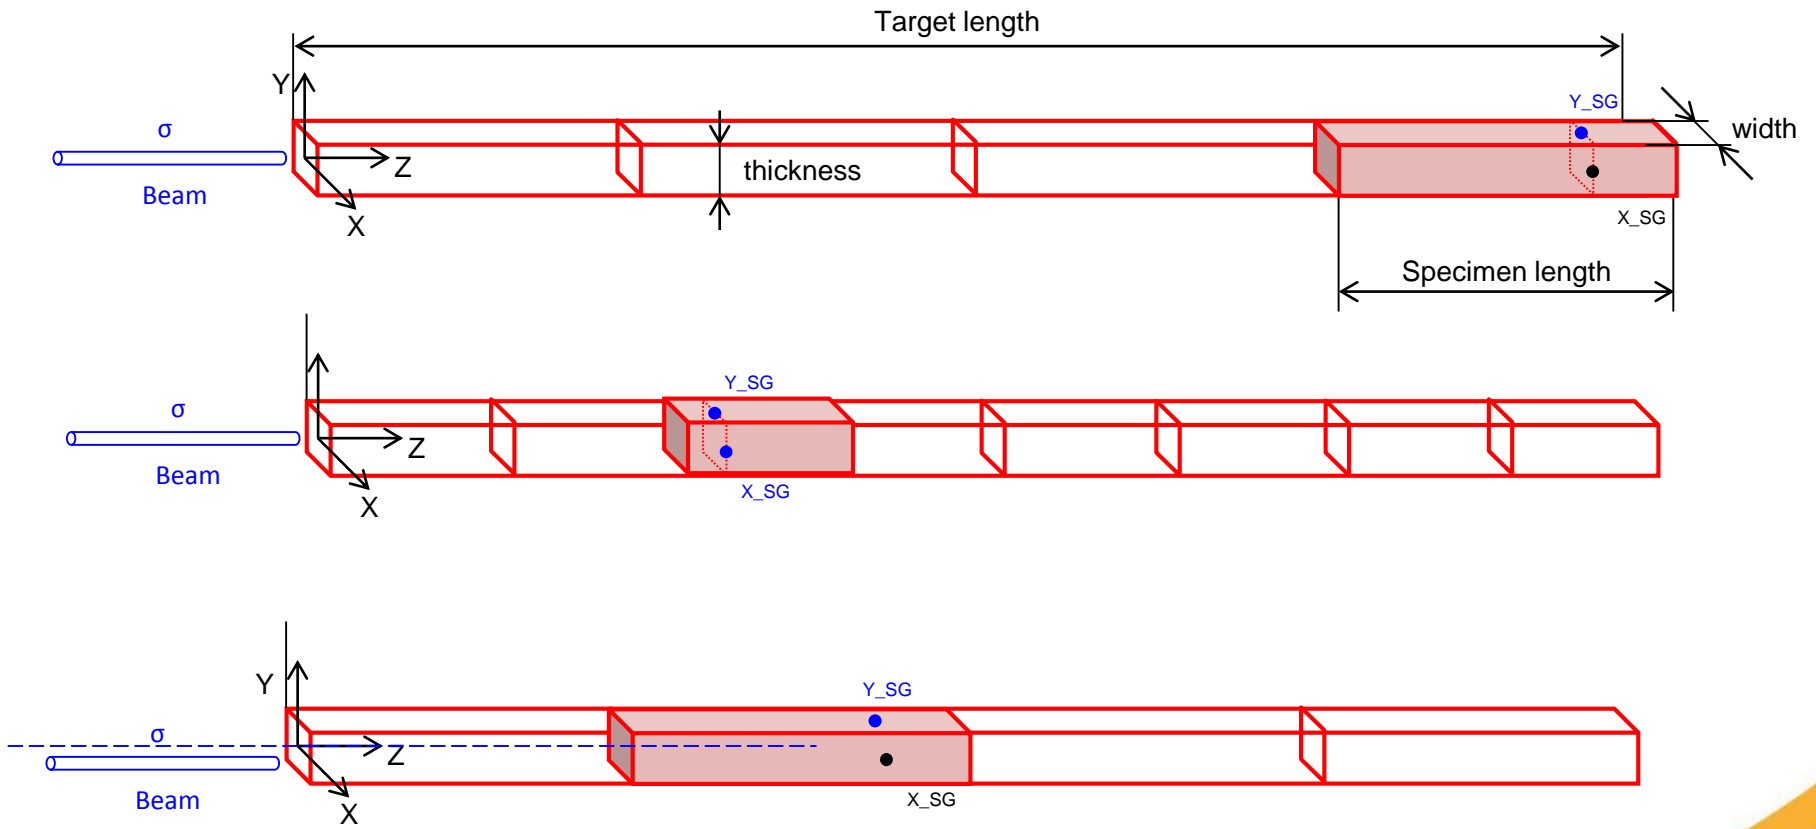 Target length
Y
Y_SG
σ
width
Z
thickness
Beam
X
X_SG
Specimen length
Y_SG
σ
Z
Beam
X_SG
X
Y
Y_SG
σ
Z
Beam
X
X_SG